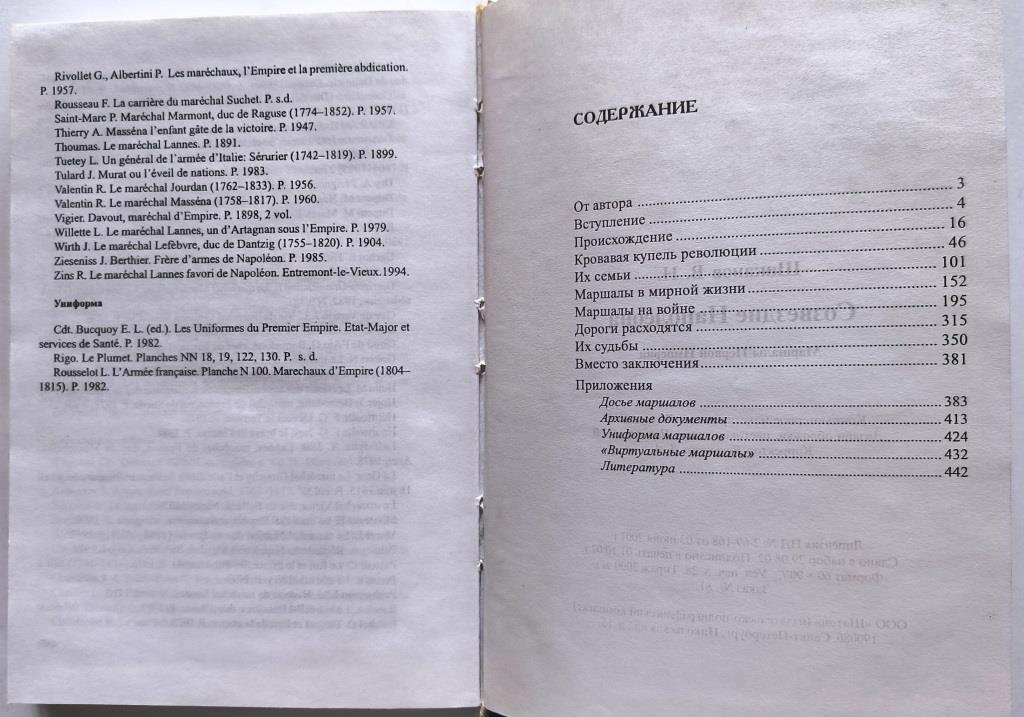 Rivollet G., Albertini P. Les maréchaux, l'Empire et la première abdication.
P. 1957.
Rousseau F. La carrière du maréchal Suchet. P. s.d.
Saint-Marc P. Maréchal Marmont, duc de Raguse (1774–1852). P. 1957.
Thierry A. Masséna l'enfant gâte de la victoire. P. 1947.
Thoumas. Le maréchal Lannes. P. 1891.
Tuetey L. Un général de l'armée d'Italie: Sérurier (1742–1819). P. 1899.
Tulard J. Murat ou l'éveil de nations. P. 1983.
Valentin R. Le maréchal Jourdan (1762–1833). P. 1956.
Valentin R. Le maréchal Masséna (1758–1817). P. 1960.
Vigier. Davout, maréchal d'Empire. P. 1898, 2 vol.
Willette L. Le maréchal Lannes, un d'Artagnan sous l'Empire. P. 1979.
Wirth J. Le maréchal Lefèbvre, duc de Dantzig (1755–1820). P. 1904.
Zieseniss J. Berthier. Frère d'armes de Napoléon. P. 1985.
Zins R. Le maréchal Lannes favori de Napoléon. Entremont-le-Vieux.1994.
Униформа
Cdt. Bucquoy E. L. (ed.). Les Uniformes du Premier Empire. Etat-Major et
services de Santé. P. 1982.
Rigo. Le Plumet. Planches NN 18, 19, 122, 130. P. s. d.
Rousselot L. L'Armée française. Planche N 100. Marechaux d'Empire (1804–
1815). P. 1982.
СОДЕРЖАНИЕ
От автора 3
Вступление 4
Происхождение 16
Кровавая купель революции 46
Их семьи 101
Маршалы в мирной жизни 152
Маршалы на войне 195
Дороги расходятся 315
Их судьбы 350
Вместо заключения 381
Приложения
Досье маршалов 383
Архивные документы 413
Униформа маршалов 424
«Виртуальные маршалы» 432
Литература 442